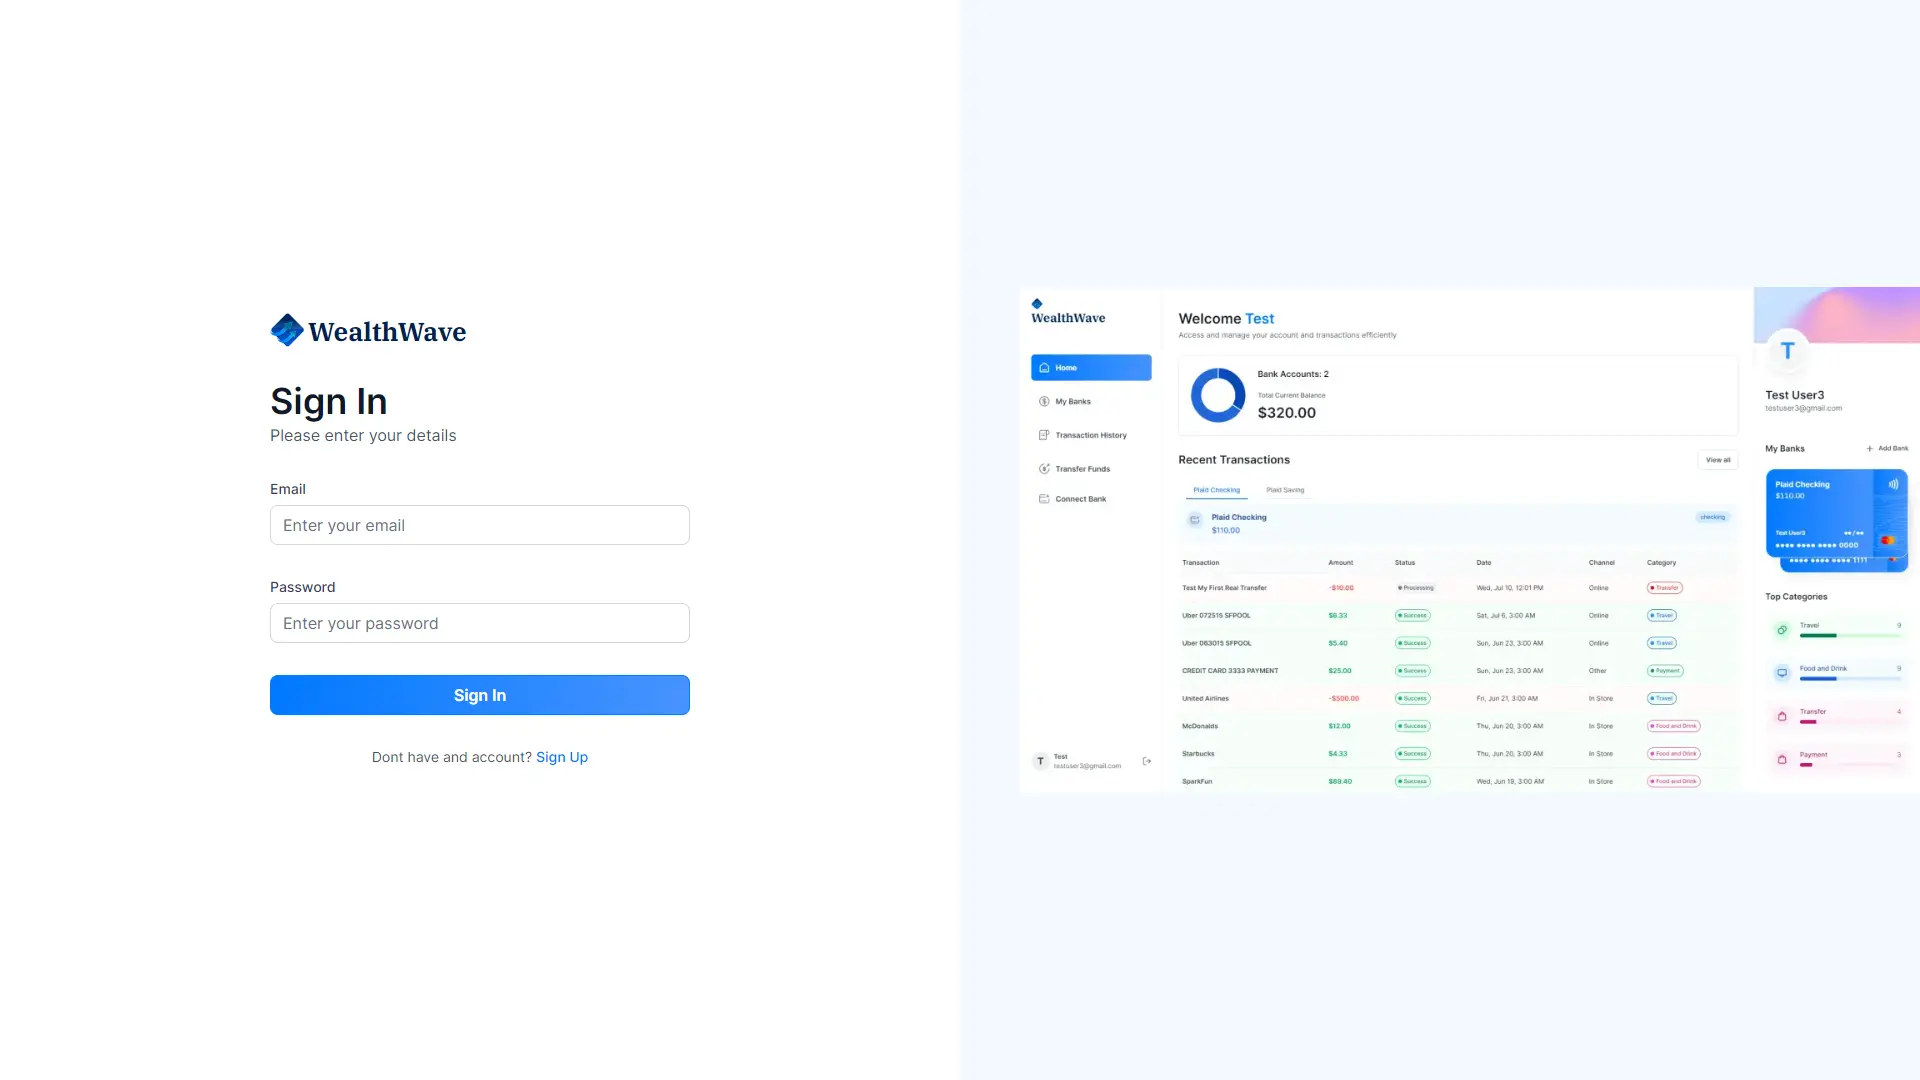 WealthWave
Sign In
Please enter your details
Email
Enter your email
Password
Enter your password
Sign In
Dont have and account? Sign Up
WealthWave
Home
My Banks
Transaction History
Transfer Funds
Connect Bank
T
Test
testuser3@gmail.com
Welcome Test
Access and manage your account and transactions efficiently
Bank Accounts: 2
Total Current Balance
$320.00
Recent Transactions
View all
Plaid Checking Plaid Saving
Plaid Checking
$110.00
checking
Transaction Amount Status Date Channel Category
Test My First Real Transfer -$10.00 Processing Wed, Jul 10, 12:01 PM Online Transfer
Uber 072515 SFPOOL $6.33 Success Sat, Jul 6, 3:00 AM Online Travel
Uber 063015 SFPOOL $5.40 Success Sun, Jun 23, 3:00 AM Online Travel
CREDIT CARD 3333 PAYMENT $25.00 Success Sun, Jun 23, 3:00 AM Other Payment
United Airlines -$500.00 Success Fri, Jun 21, 3:00 AM In Store Travel
McDonalds $12.00 Success Thu, Jun 20, 3:00 AM In Store Food and Drink
Starbucks $4.33 Success Thu, Jun 20, 3:00 AM In Store Food and Drink
SparkFun $89.40 Success Wed, Jun 19, 3:00 AM In Store Food and Drink
T
Test User3
testuser3@gmail.com
My Banks + Add Bank
Plaid Checking
$110.00
Test User3 ●●/●●
●●●● ●●●● ●●●● 0000
●●●● ●●●● ●●●● 1111
Top Categories
Travel 9
Food and Drink 9
Transfer 4
Payment 3